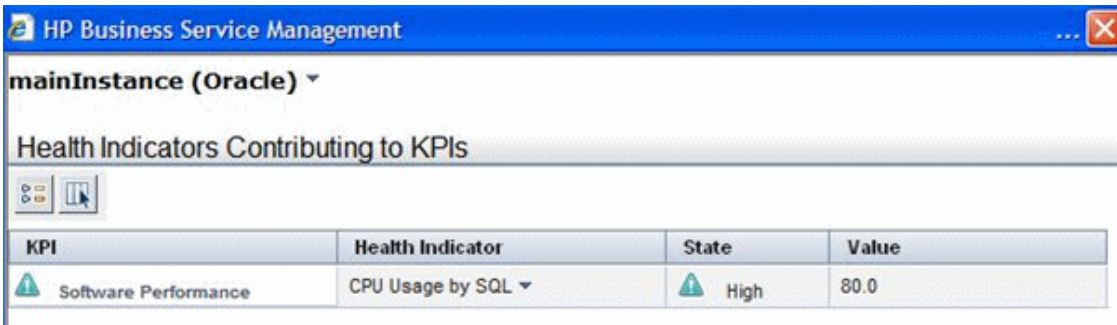 HP Business Service Management ...
mainInstance (Oracle)
Health Indicators Contributing to KPIs
KPI Health Indicator State Value
Software Performance CPU Usage by SQL High 80.0